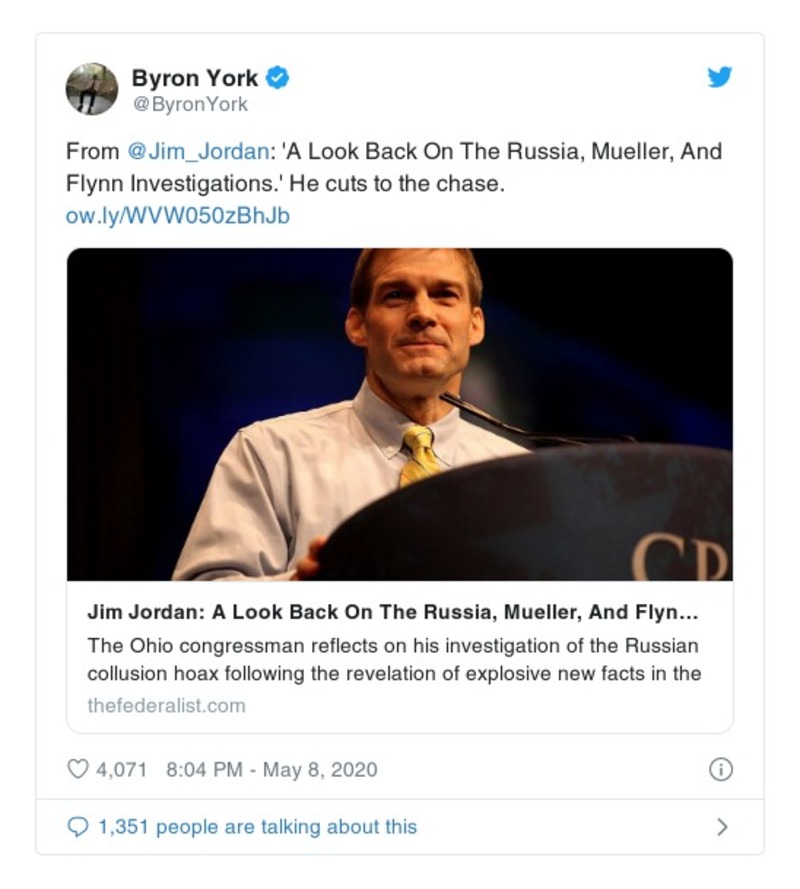 Byron York
@ByronYork
From @Jim_Jordan: 'A Look Back On The Russia, Mueller, And
Flynn Investigations.' He cuts to the chase.
ow.ly/WVW050zBhJb
CP
Jim Jordan: A Look Back On The Russia, Mueller, And Flyn...
The Ohio congressman reflects on his investigation of the Russian
collusion hoax following the revelation of explosive new facts in the
thefederalist.com
4,071 8:04 PM - May 8, 2020
1,351 people are talking about this